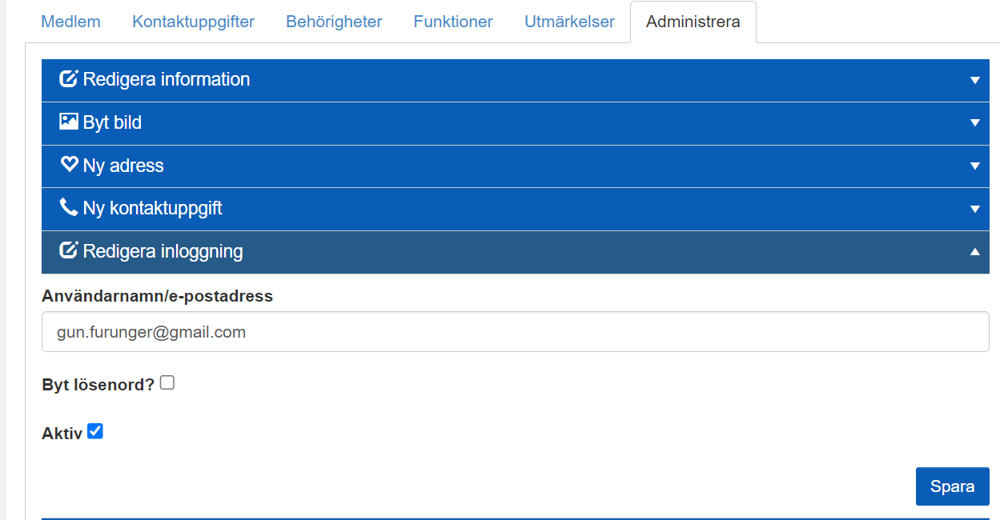 Medlem Kontaktuppgifter Behörigheter Funktioner Utmärkelser Administrera
Redigera information
Byt bild
Ny adress
Ny kontaktuppgift
Redigera inloggning
Användarnamn/e-postadress
gun.furunger@gmail.com
Byt lösenord?
Aktiv
Spara